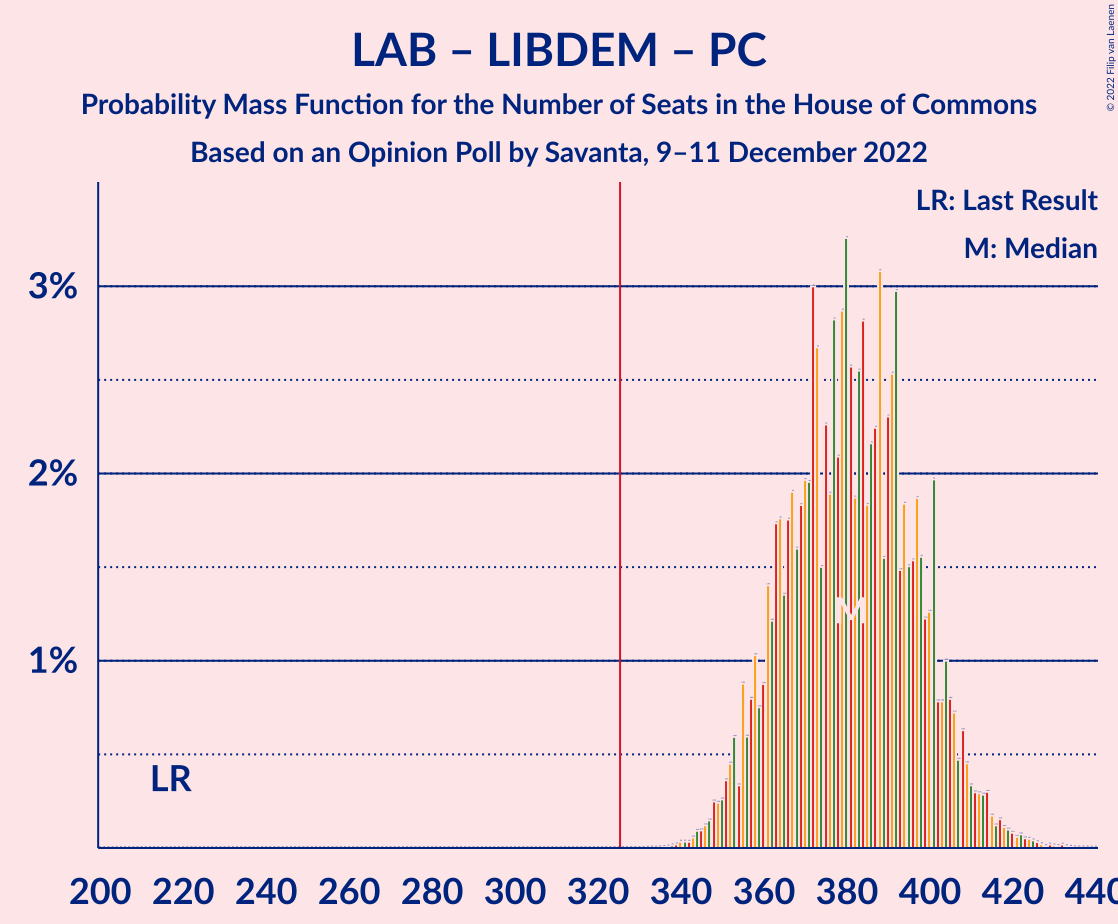 LAB – LIBDEM – PC
Probability Mass Function for the Number of Seats in the House of Commons
Based on an Opinion Poll by Savanta, 9–11 December 2022
© 2022 Filip van Laenen
LR: Last Result
M: Median
3%
2%
1%
LR
M
200 220 240 260 280 300 320 340 360 380 400 420 440